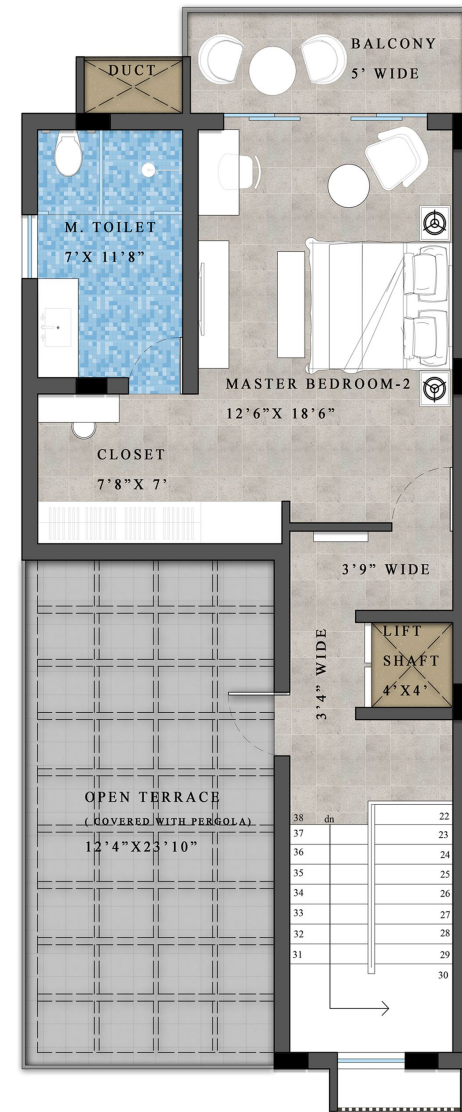 BALCONY
5' WIDE
DUCT
M. TOILET
7'X 11'8"
MASTER BEDROOM-2
12'6"X 18'6"
CLOSET
7'8"X 7'
3'9" WIDE
3'4" WIDE
LIFT
SHAFT
4'X4'
OPEN TERRACE
( COVERED WITH PERGOLA)
12'4"X23'10"
38 dn 22
37 23
36 24
35 25
34 26
33 27
32 28
31 29
30